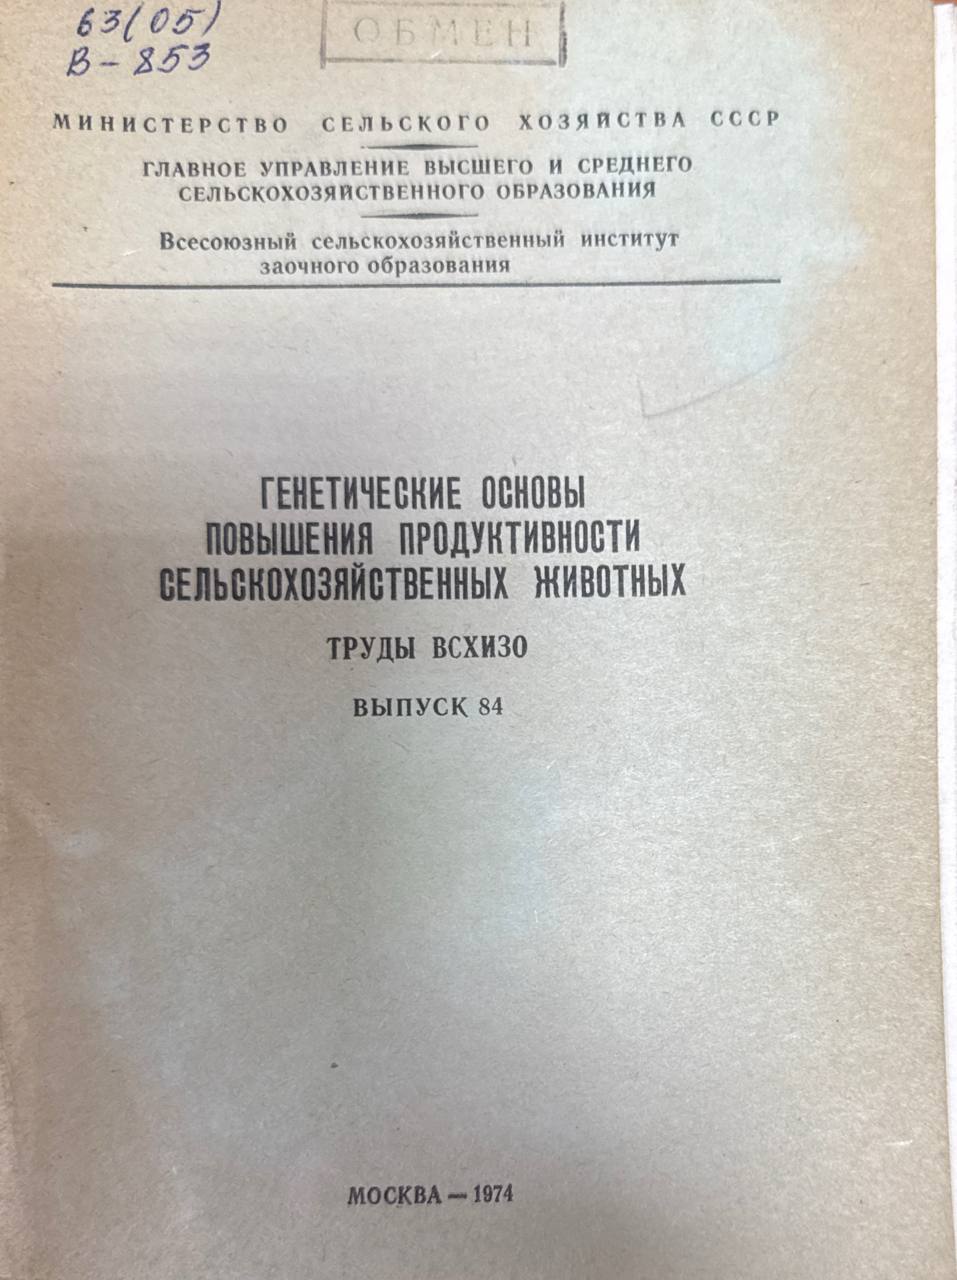 63(05)
В-853
ОБМЕН
МИНИСТЕРСТВО СЕЛЬСКОГО ХОЗЯЙСТВА СССР
ГЛАВНОЕ УПРАВЛЕНИЕ ВЫСШЕГО И СРЕДНЕГО
СЕЛЬСКОХОЗЯЙСТВЕННОГО ОБРАЗОВАНИЯ
Всесоюзный сельскохозяйственный институт
заочного образования
ГЕНЕТИЧЕСКИЕ ОСНОВЫ
ПОВЫШЕНИЯ ПРОДУКТИВНОСТИ
СЕЛЬСКОХОЗЯЙСТВЕННЫХ ЖИВОТНЫХ
ТРУДЫ ВСХИЗО
ВЫПУСК 84
МОСКВА — 1974